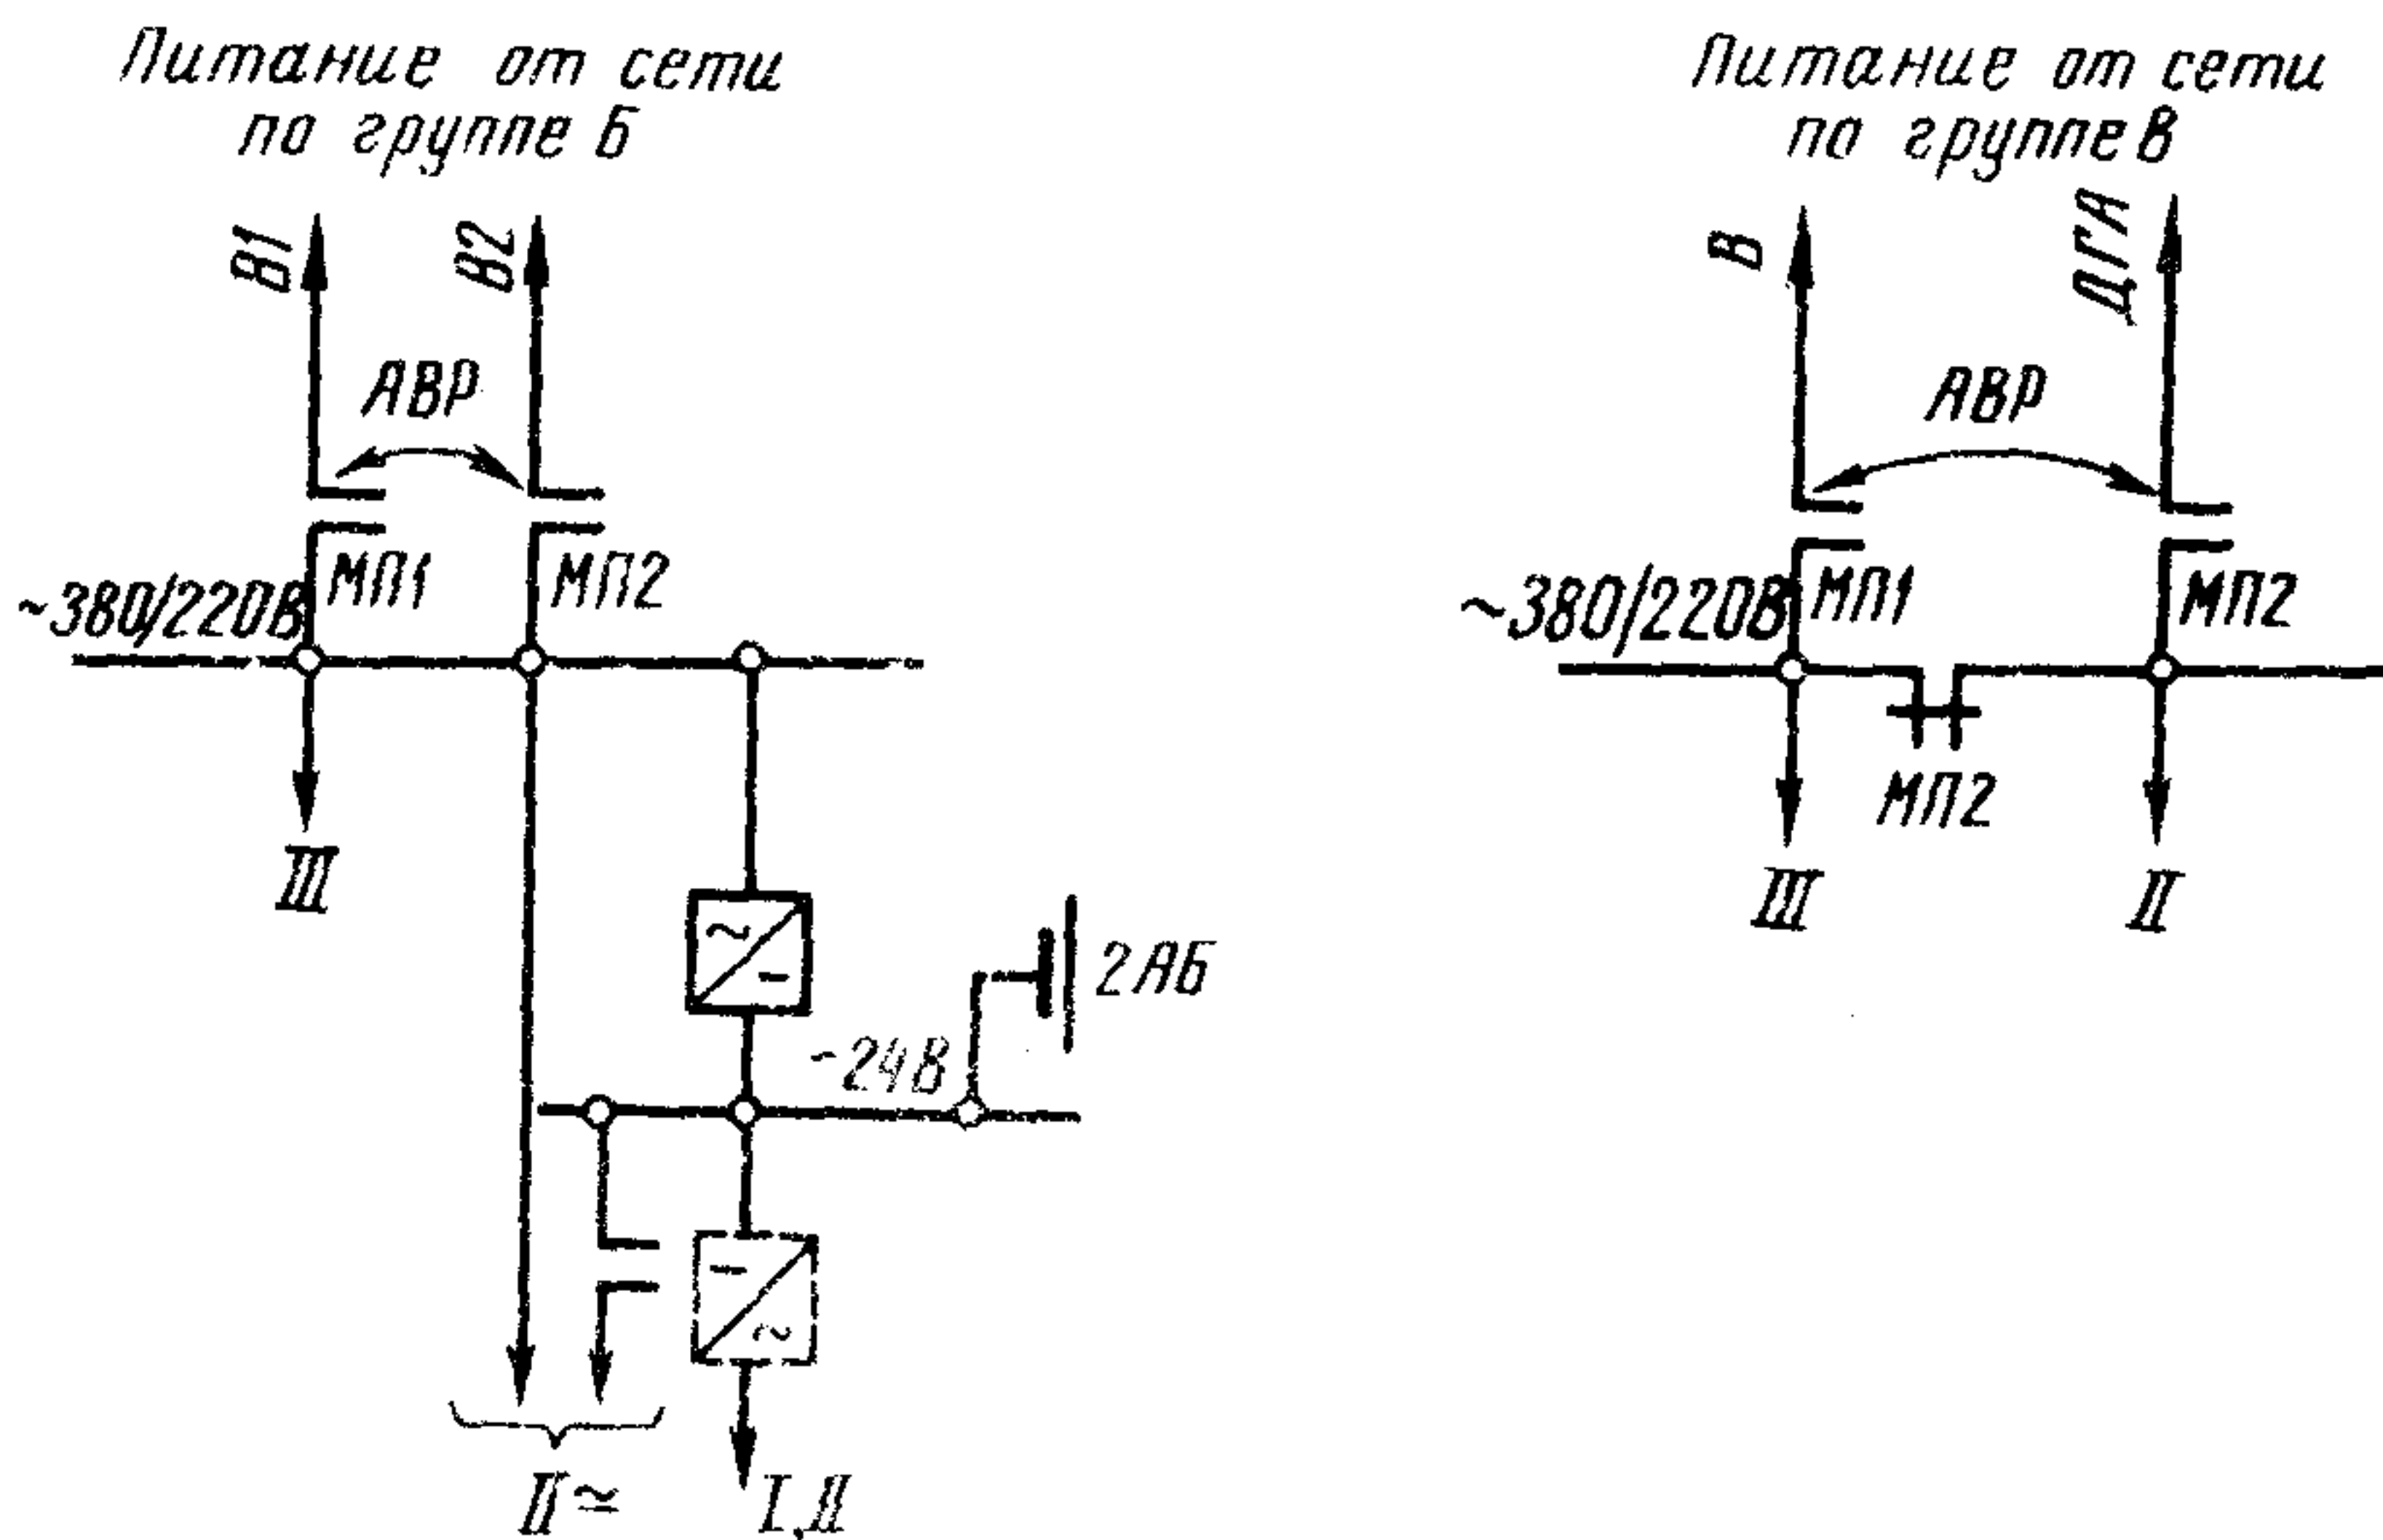 Питание от сети
по группе Б
В1
В2
АВР
МП1
МП2
~380/220В
III
2АБ
-24В
~
-
-
~
II≃
I,II
Питание от сети
по группе В
В
ДГА
АВР
МП1
МП2
~380/220В
МП2
III
II